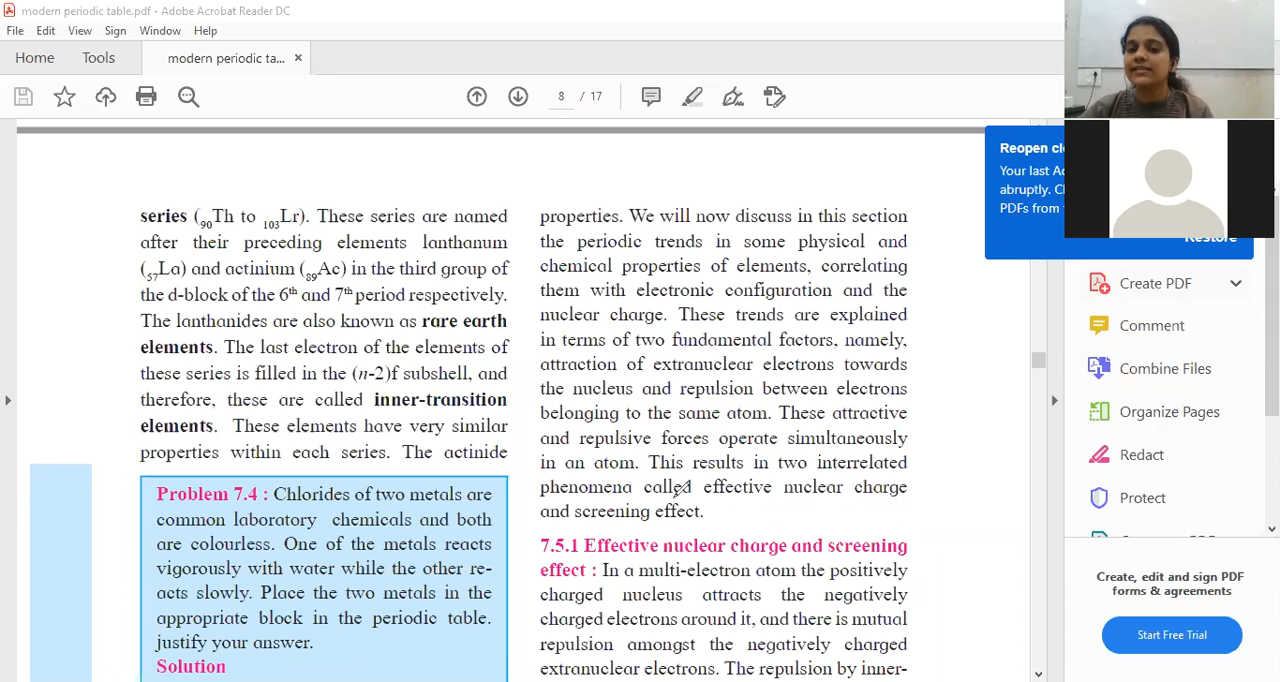 modern periodic table.pdf - Adobe Acrobat Reader DC
File Edit View Sign Window Help
Home Tools modern periodic ta... ×
8 / 17
series (90Th to 103Lr). These series are named
after their preceding elements lanthanum
(57La) and actinium (89Ac) in the third group of
the d-block of the 6th and 7th period respectively.
The lanthanides are also known as rare earth
elements. The last electron of the elements of
these series is filled in the (n-2)f subshell, and
therefore, these are called inner-transition
elements. These elements have very similar
properties within each series. The actinide
Problem 7.4 : Chlorides of two metals are
common laboratory chemicals and both
are colourless. One of the metals reacts
vigorously with water while the other re-
acts slowly. Place the two metals in the
appropriate block in the periodic table.
justify your answer.
Solution
properties. We will now discuss in this section
the periodic trends in some physical and
chemical properties of elements, correlating
them with electronic configuration and the
nuclear charge. These trends are explained
in terms of two fundamental factors, namely,
attraction of extranuclear electrons towards
the nucleus and repulsion between electrons
belonging to the same atom. These attractive
and repulsive forces operate simultaneously
in an atom. This results in two interrelated
phenomena called effective nuclear charge
and screening effect.
7.5.1 Effective nuclear charge and screening
effect : In a multi-electron atom the positively
charged nucleus attracts the negatively
charged electrons around it, and there is mutual
repulsion amongst the negatively charged
extranuclear electrons. The repulsion by inner-
Reopen
Your last
abruptly.
PDFs from
Restore
Create PDF
Comment
Combine Files
Organize Pages
Redact
Protect
Create, edit and sign PDF
forms & agreements
Start Free Trial